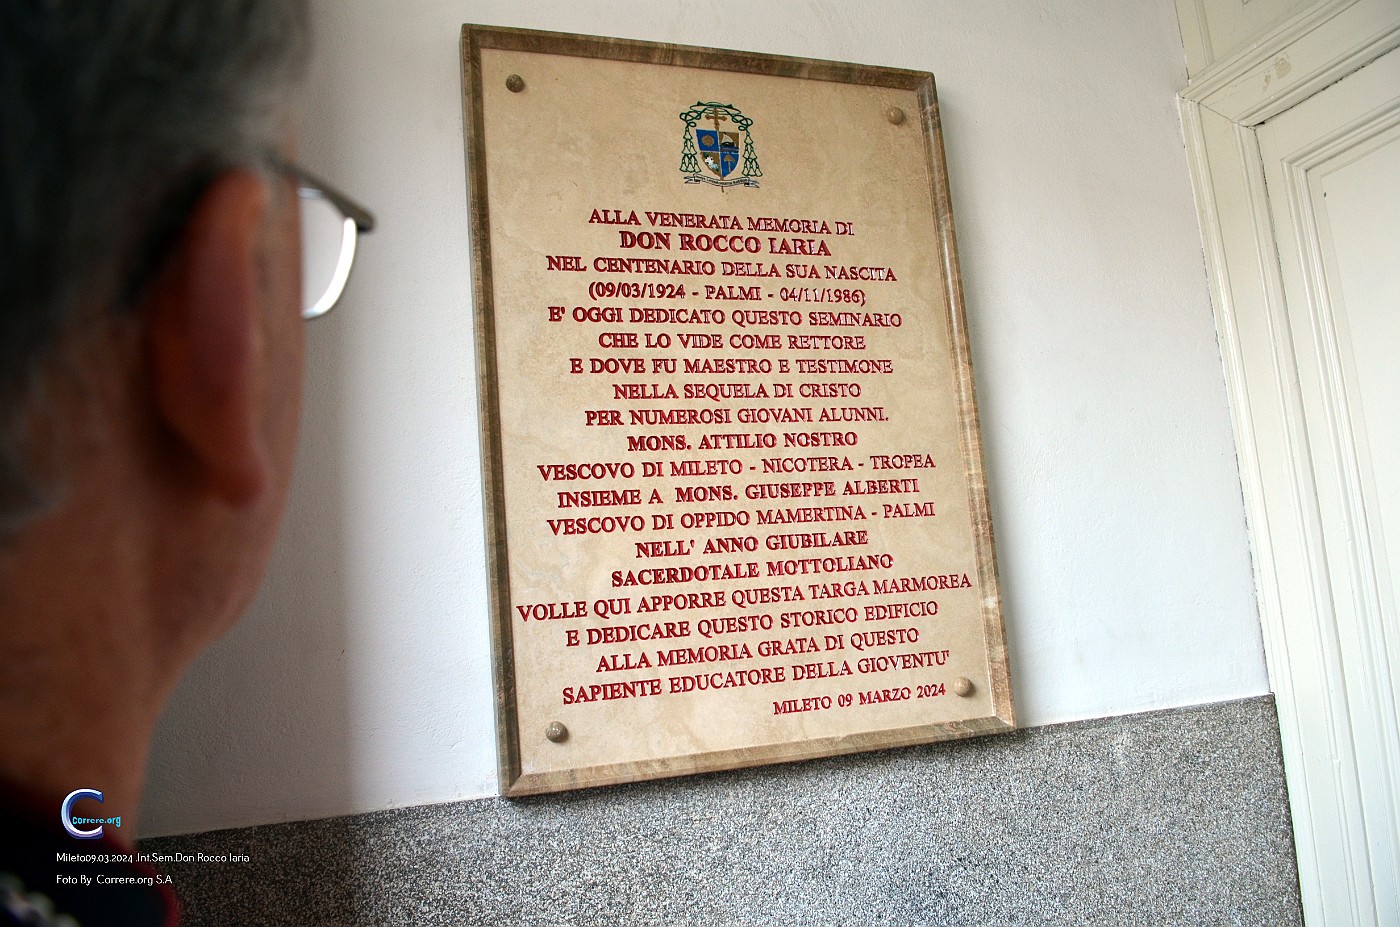 ALLA VENERATA MEMORIA DI
DON ROCCO IARIA
NEL CENTENARIO DELLA SUA NASCITA
(09/03/1924 - PALMI - 04/11/1986)
E' OGGI DEDICATO QUESTO SEMINARIO
CHE LO VIDE COME RETTORE
E DOVE FU MAESTRO E TESTIMONE
NELLA SEQUELA DI CRISTO
PER NUMEROSI GIOVANI ALUNNI.
MONS. ATTILIO NOSTRO
VESCOVO DI MILETO - NICOTERA - TROPEA
INSIEME A MONS. GIUSEPPE ALBERTI
VESCOVO DI OPPIDO MAMERTINA - PALMI
NELL' ANNO GIUBILARE
SACERDOTALE MOTTOLIANO
VOLLE QUI APPORRE QUESTA TARGA MARMOREA
E DEDICARE QUESTO STORICO EDIFICIO
ALLA MEMORIA GRATA DI QUESTO
SAPIENTE EDUCATORE DELLA GIOVENTU'
MILETO 09 MARZO 2024
Correre.org
Mileto09.03.2024 .Int.Sem.Don Rocco Iaria
Foto By Correre.org S.A